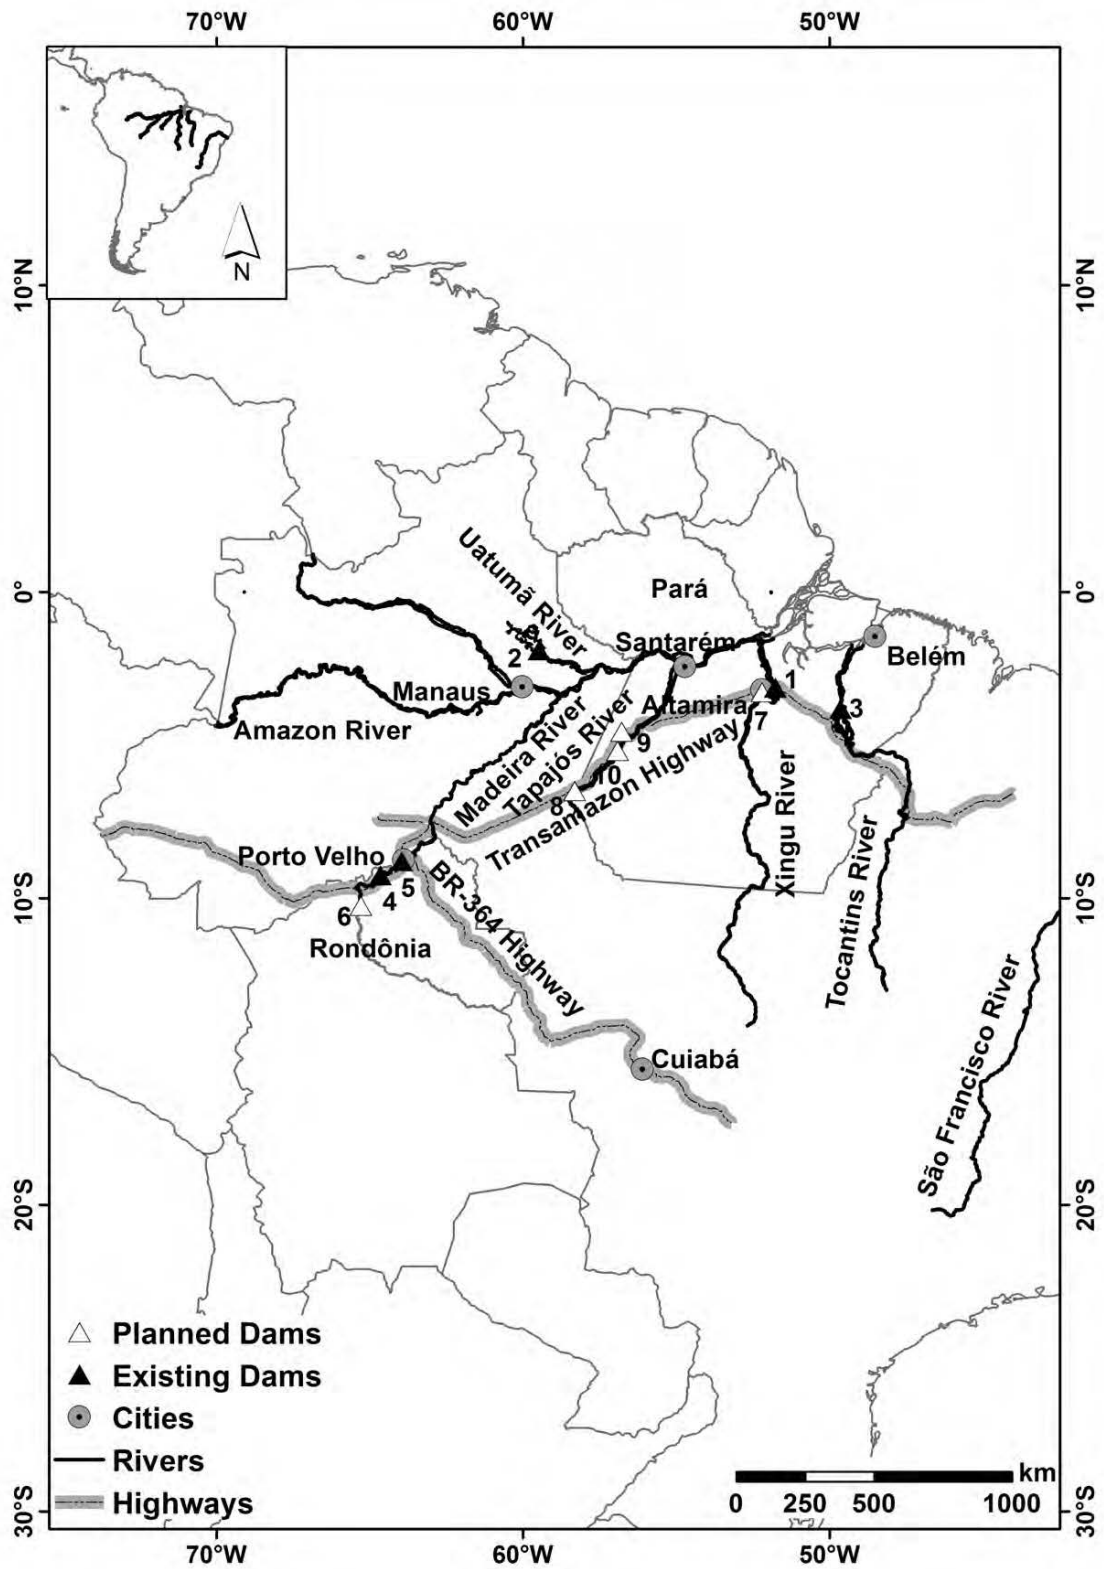 70°W 60°W 50°W
N
10°N 10°N
Uatumã River
0° Pará 0°
Santarém
2
Belém
Manaus
Altamira
1
7
3
Amazon River
9
Madeira River
Tapajós River
10
8
Transamazon Highway
Xingu River
Tocantins River
Porto Velho
5
4
BR-364 Highway
10°S 10°S
6
Rondônia
São Francisco River
Cuiabá
20°S 20°S
Planned Dams
Existing Dams
Cities
Rivers
Highways
km
0 250 500 1000
30°S 30°S
70°W 60°W 50°W